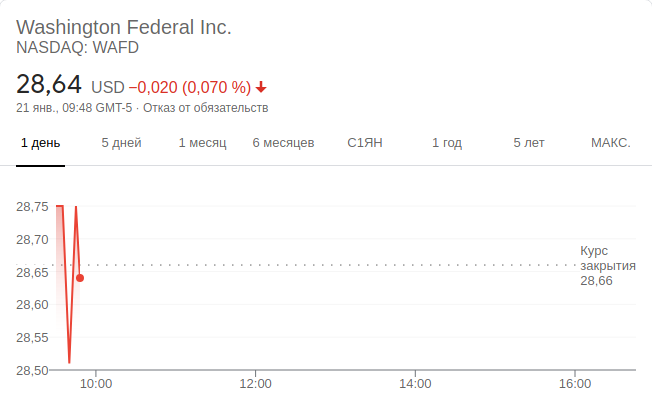 Washington Federal Inc.
NASDAQ: WAFD
28,64 USD −0,020 (0,070 %)
21 янв., 09:48 GMT-5 · Отказ от обязательств
1 день 5 дней 1 месяц 6 месяцев С1ЯН 1 год 5 лет МАКС.
28,75
28,70
28,65
28,60
28,55
28,50
Курс
закрытия
28,66
10:00 12:00 14:00 16:00